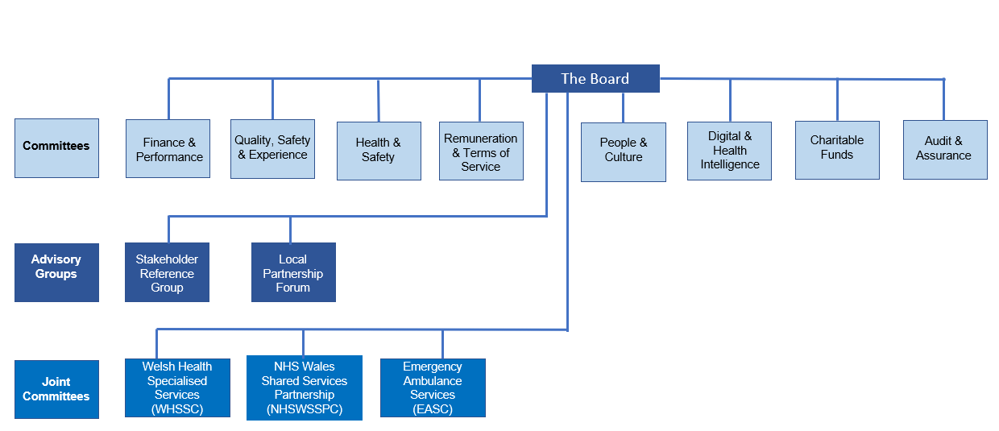 The Board
Committees
Finance &
Performance
Quality, Safety
& Experience
Health &
Safety
Remuneration
& Terms of
Service
People &
Culture
Digital &
Health
Intelligence
Charitable
Funds
Audit &
Assurance
Advisory
Groups
Stakeholder
Reference
Group
Local
Partnership
Forum
Joint
Committees
Welsh Health
Specialised
Services
(WHSSC)
NHS Wales
Shared Services
Partnership
(NHSWSSPC)
Emergency
Ambulance
Services
(EASC)